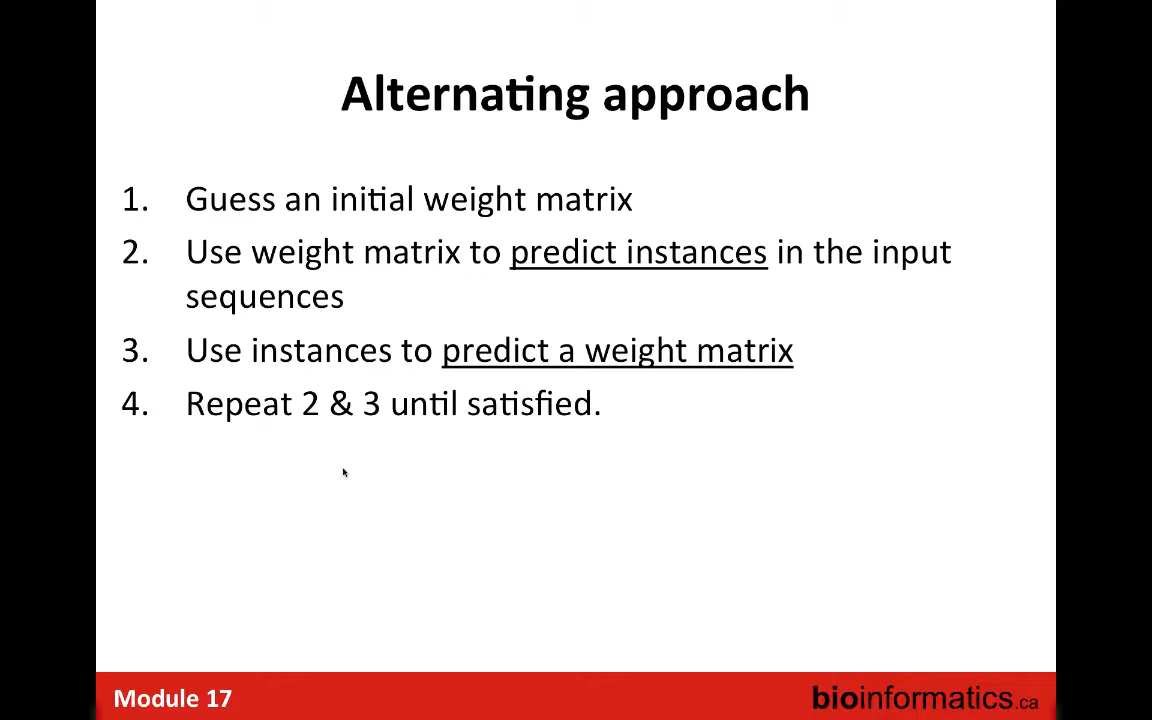 Alternating approach
1. Guess an initial weight matrix
2. Use weight matrix to predict instances in the input
sequences
3. Use instances to predict a weight matrix
4. Repeat 2 & 3 until satisfied.
Module 17
bioinformatics.ca